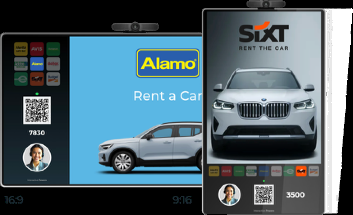 Alamo
Rent a Car
7830
16:9
9:16
SIXT
RENT THE CAR
3500